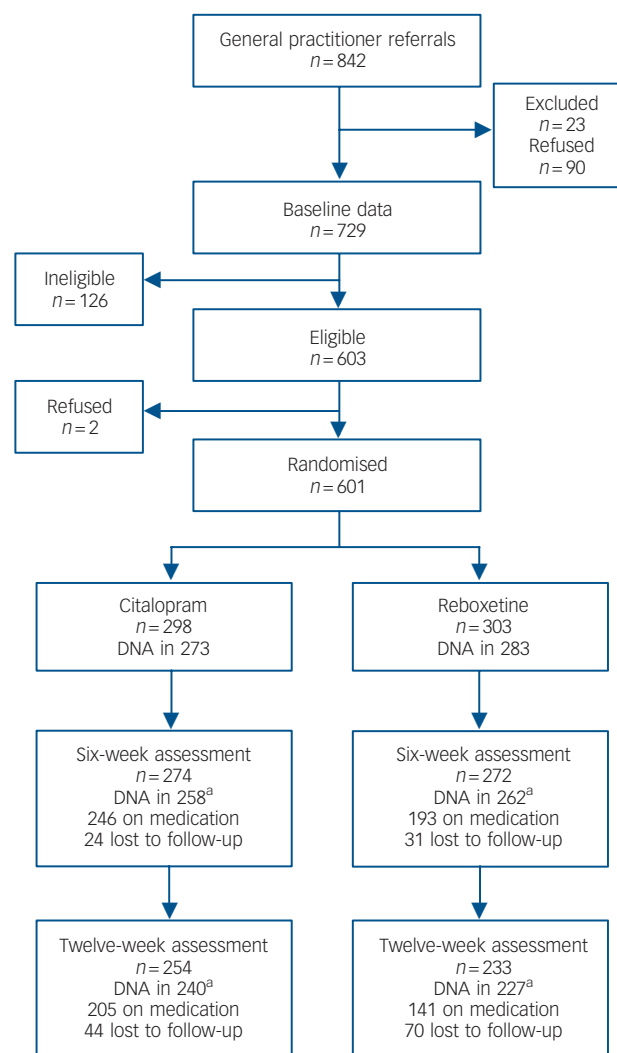 General practitioner referrals
n=842
Excluded
n=23
Refused
n=90
Baseline data
n=729
Ineligible
n=126
Eligible
n=603
Refused
n=2
Randomised
n=601
Citalopram
n=298
DNA in 273
Reboxetine
n=303
DNA in 283
Six-week assessment
n=274
DNA in 258a
246 on medication
24 lost to follow-up
Six-week assessment
n=272
DNA in 262a
193 on medication
31 lost to follow-up
Twelve-week assessment
n=254
DNA in 240a
205 on medication
44 lost to follow-up
Twelve-week assessment
n=233
DNA in 227a
141 on medication
70 lost to follow-up